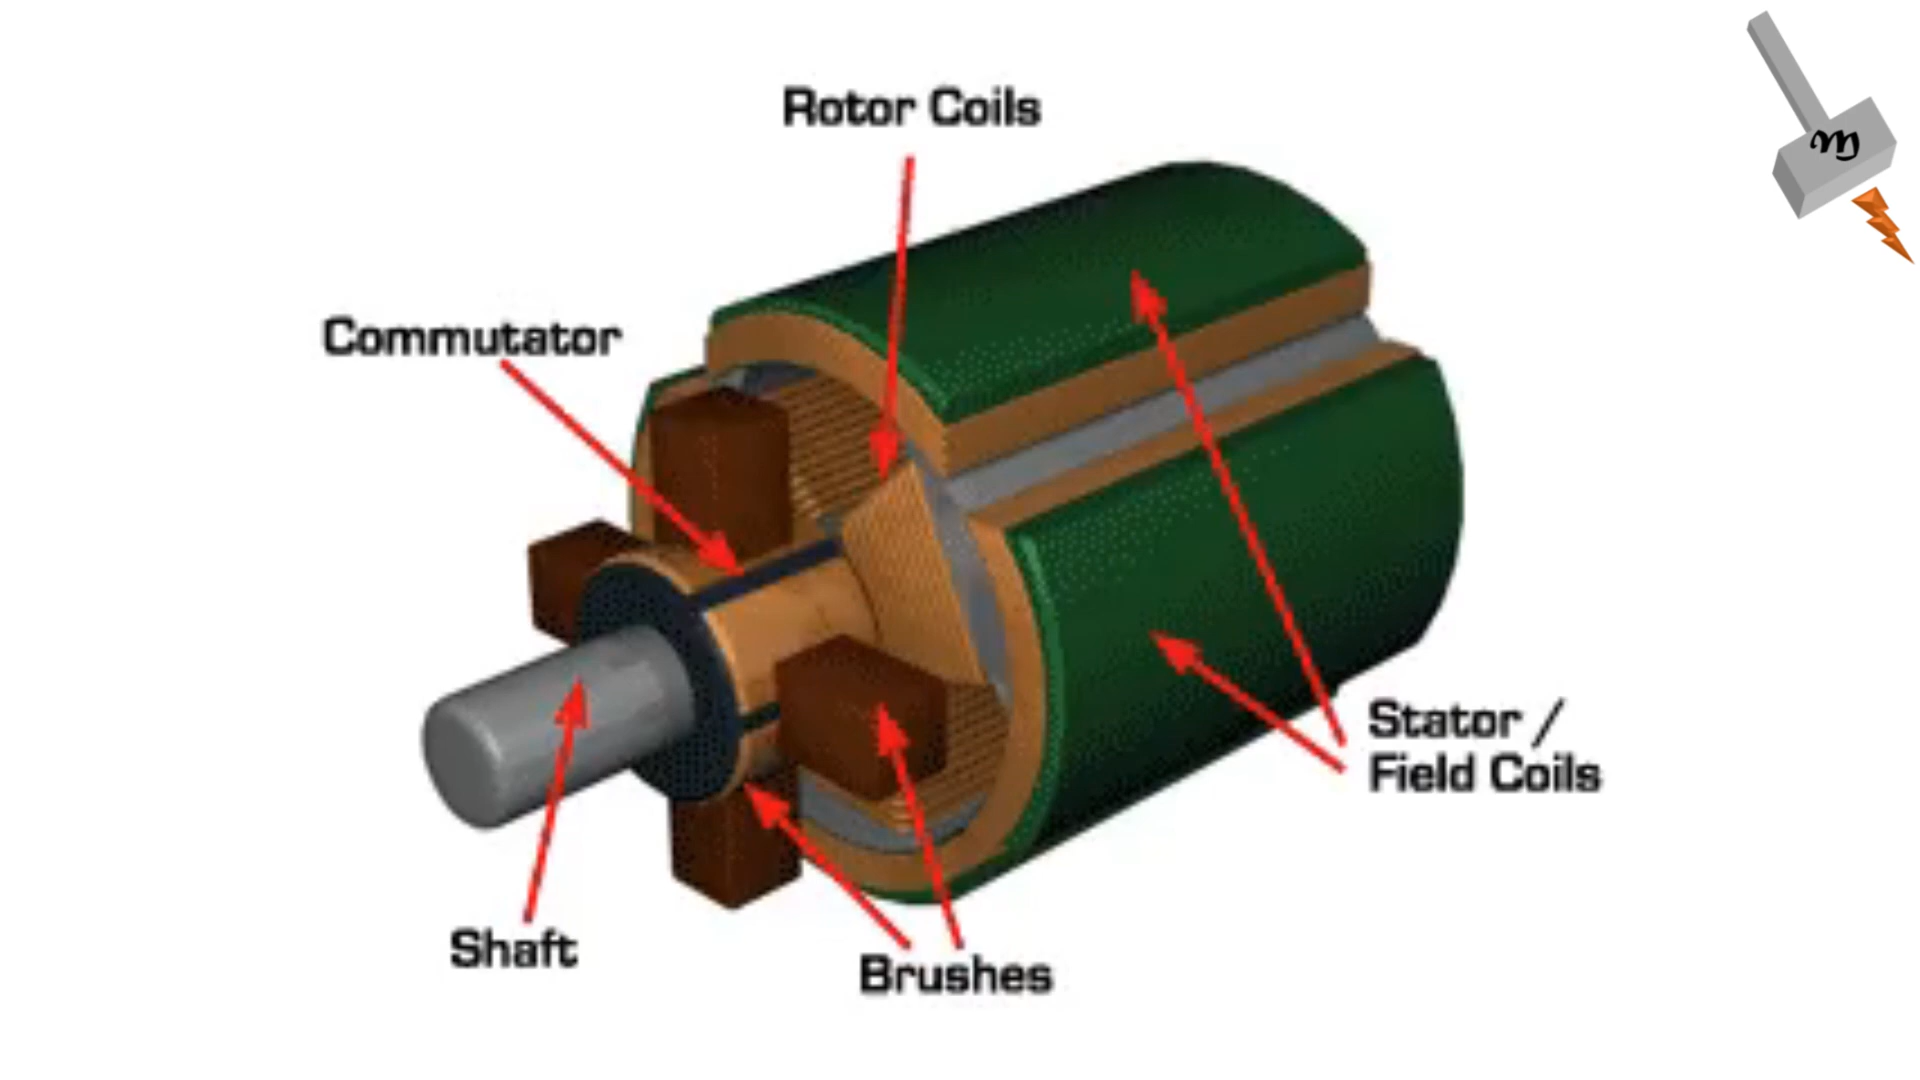 Rotor Coils
Commutator
Stator /
Field Coils
Shaft
Brushes